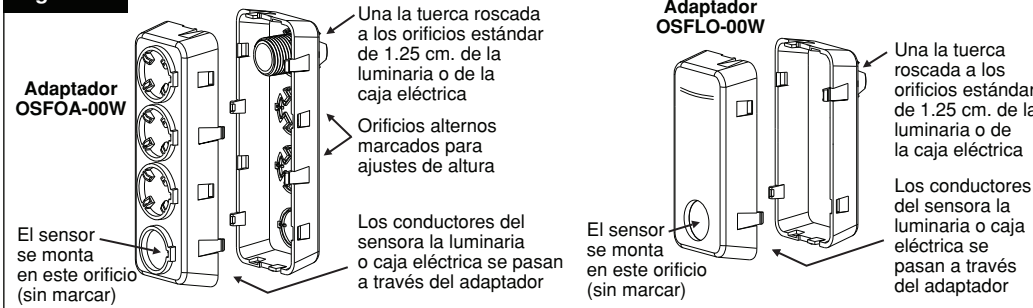 Adaptador
OSFOA-00W
Una la tuerca roscada
a los orificios estándar
de 1.25 cm. de la
luminaria o de la
caja eléctrica
Orificios alternos
marcados para
ajustes de altura
El sensor
se monta
en este orificio
(sin marcar)
Los conductores del
sensora la luminaria
o caja eléctrica se pasan
a través del adaptador
Adaptador
OSFLO-00W
Una la tuerca
roscada a los
orificios estándar
de 1.25 cm. de la
luminaria o de
la caja eléctrica
El sensor
se monta
en este orificio
(sin marcar)
Los conductores
del sensora la
luminaria o caja
eléctrica se
pasan a través
del adaptador